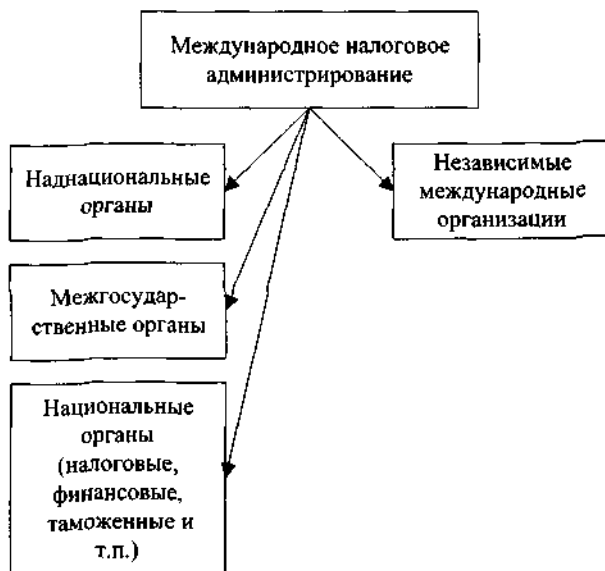 Международное налоговое
администрирование
Наднациональные
органы
Независимые
международные
организации
Межгосудар-
ственные органы
Национальные
органы
(налоговые,
финансовые,
таможенные и
т.п.)